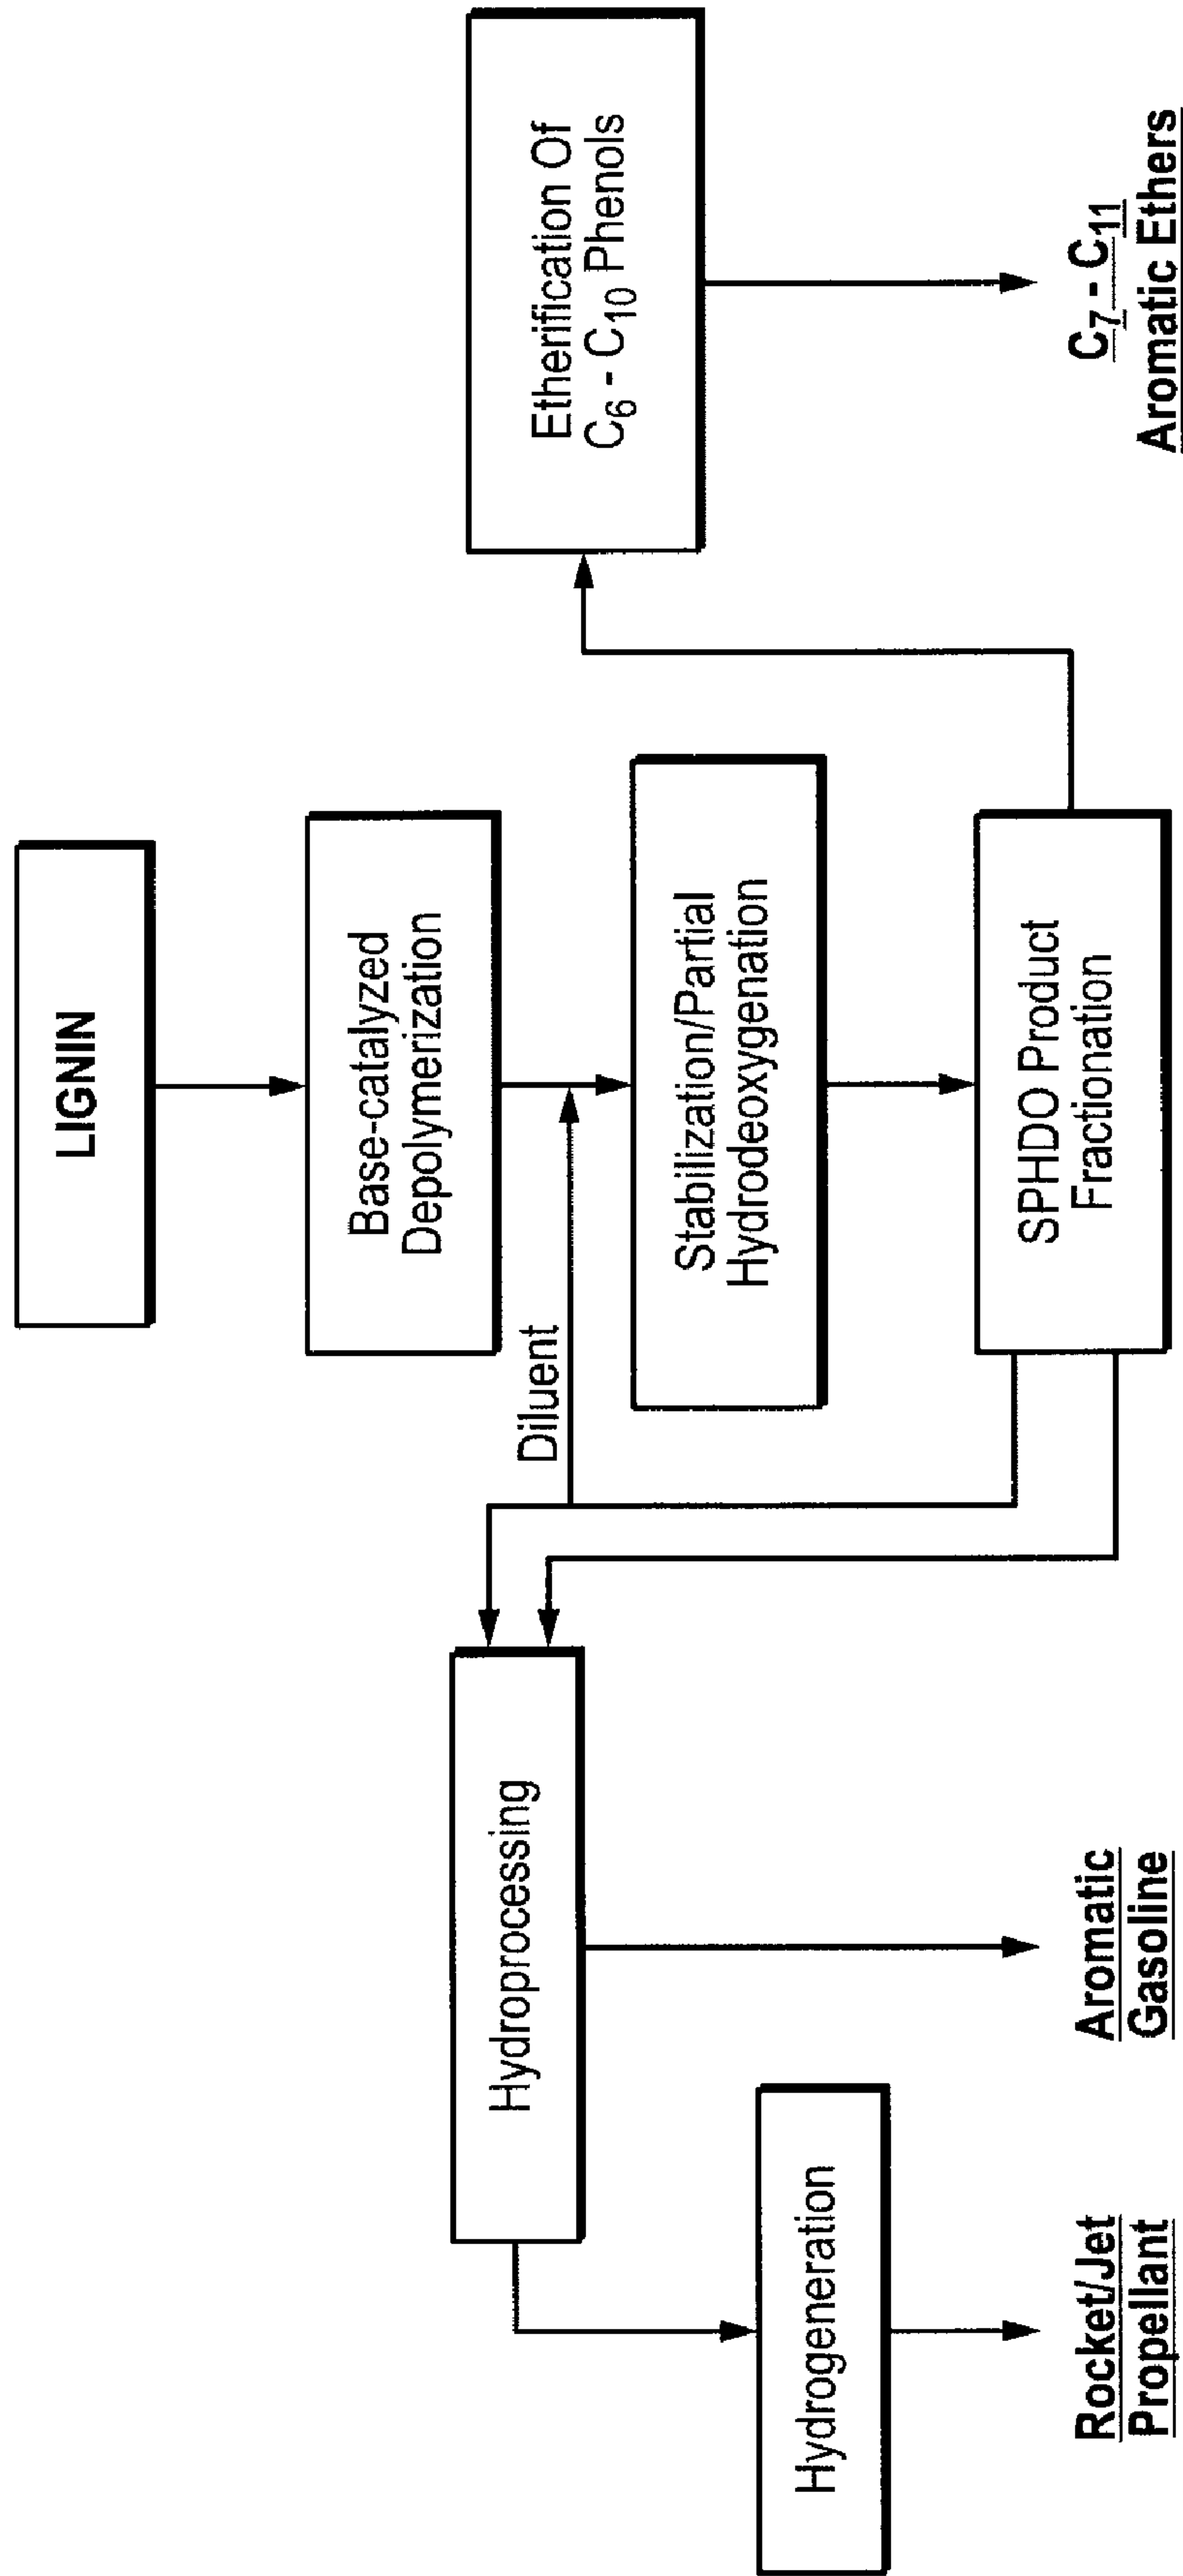 LIGNIN
Base-catalyzed
Depolymerization
Diluent
Stabilization/Partial
Hydrodeoxygenation
SPHDO Product
Fractionation
Etherification Of
C6 - C10 Phenols
C7 - C11
Aromatic Ethers
Hydroprocessing
Aromatic
Gasoline
Hydrogeneration
Rocket/Jet
Propellant